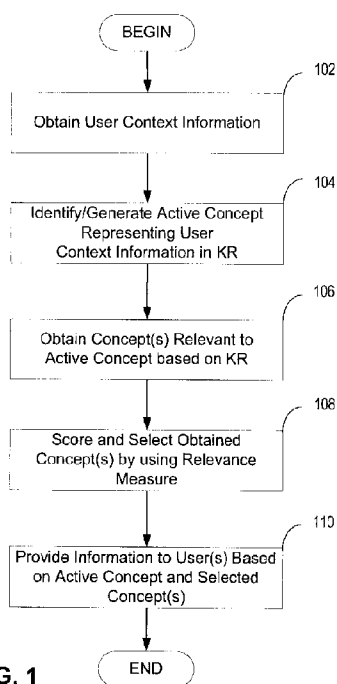 BEGIN
102
Obtain User Context Information
104
Identify/Generate Active Concept
Representing User
Context Information in KR
106
Obtain Concept(s) Relevant to
Active Concept based on KR
108
Score and Select Obtained
Concept(s) by using Relevance
Measure
110
Provide Information to User(s) Based
on Active Concept and Selected
Concept(s)
G. 1
END